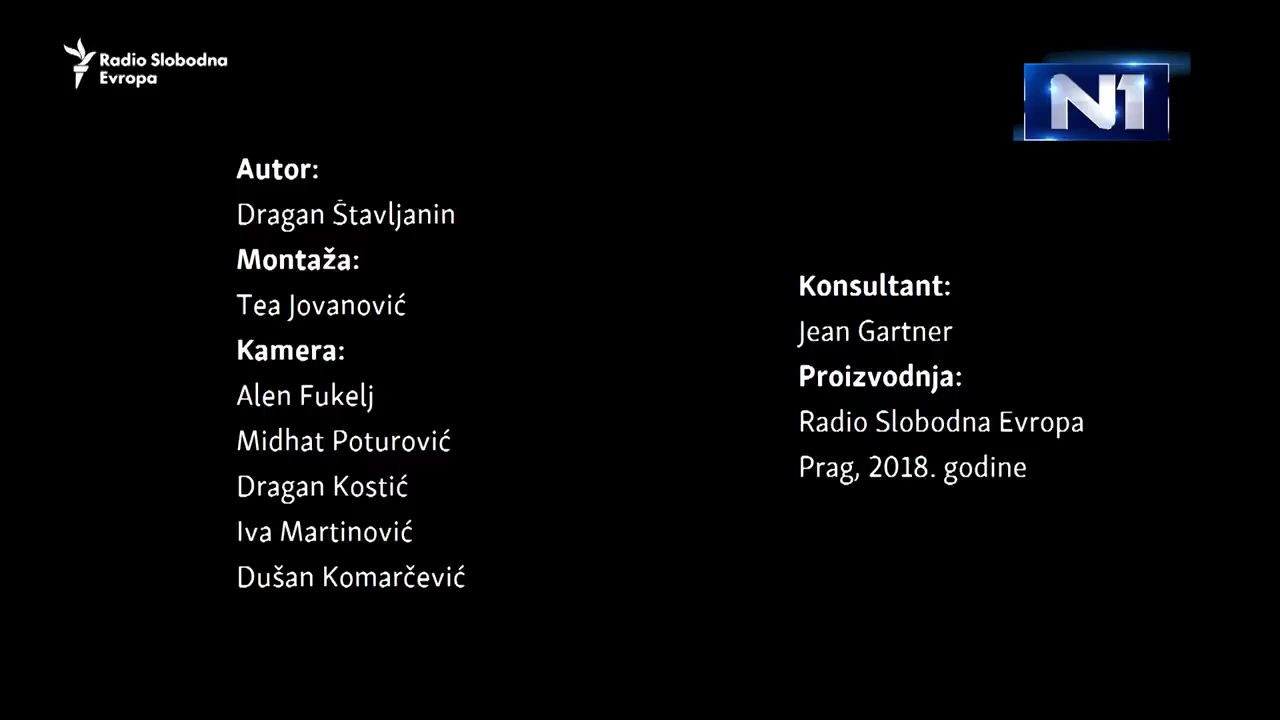 Radio Slobodna
Evropa
N1
Autor:
Dragan Štavljanin
Montaža:
Tea Jovanović
Kamera:
Alen Fukelj
Midhat Poturović
Dragan Kostić
Iva Martinović
Dušan Komarčević
Konsultant:
Jean Gartner
Proizvodnja:
Radio Slobodna Evropa
Prag, 2018. godine